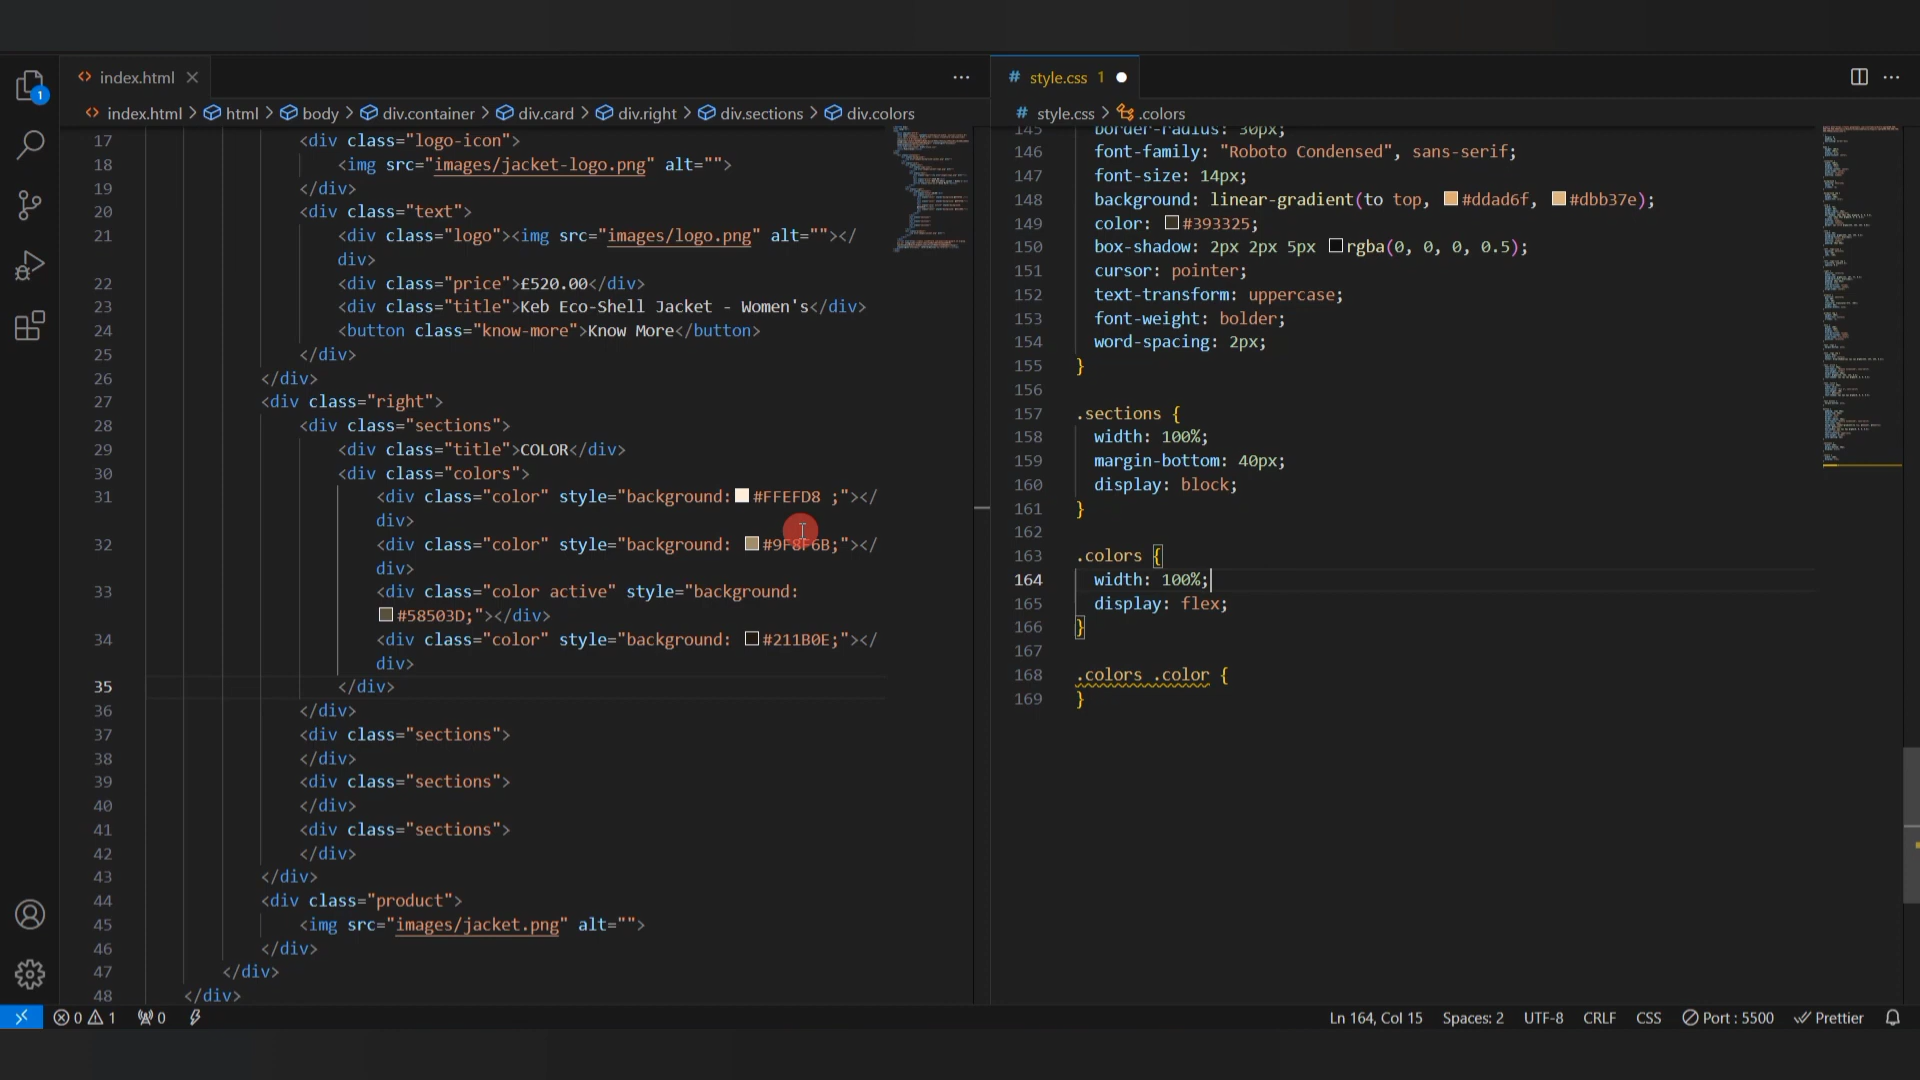 index.html
index.html > html > body > div.container > div.card > div.right > div.sections > div.colors
17 <div class="logo-icon">
18 <img src="images/jacket-logo.png" alt="">
19 </div>
20 <div class="text">
21 <div class="logo"><img src="images/logo.png" alt=""></
div>
22 <div class="price">£520.00</div>
23 <div class="title">Keb Eco-Shell Jacket - Women's</div>
24 <button class="know-more">Know More</button>
25 </div>
26 </div>
27 <div class="right">
28 <div class="sections">
29 <div class="title">COLOR</div>
30 <div class="colors">
31 <div class="color" style="background:#FFEFD8 ;"></
div>
32 <div class="color" style="background: #9F8F6B;"></
div>
33 <div class="color active" style="background:
#58503D;"></div>
34 <div class="color" style="background: #211B0E;"></
div>
35 </div>
36 </div>
37 <div class="sections">
38 </div>
39 <div class="sections">
40 </div>
41 <div class="sections">
42 </div>
43 </div>
44 <div class="product">
45 <img src="images/jacket.png" alt="">
46 </div>
47 </div>
48 </div>
style.css 1
style.css > .colors
145 border-radius: 30px;
146 font-family: "Roboto Condensed", sans-serif;
147 font-size: 14px;
148 background: linear-gradient(to top, #ddad6f, #dbb37e);
149 color: #393325;
150 box-shadow: 2px 2px 5px rgba(0, 0, 0, 0.5);
151 cursor: pointer;
152 text-transform: uppercase;
153 font-weight: bolder;
154 word-spacing: 2px;
155 }
156
157 .sections {
158 width: 100%;
159 margin-bottom: 40px;
160 display: block;
161 }
162
163 .colors {
164 width: 100%;
165 display: flex;
166 }
167
168 .colors .color {
169 }
1
0 1 0
Ln 164, Col 15 Spaces: 2 UTF-8 CRLF CSS Port : 5500 Prettier